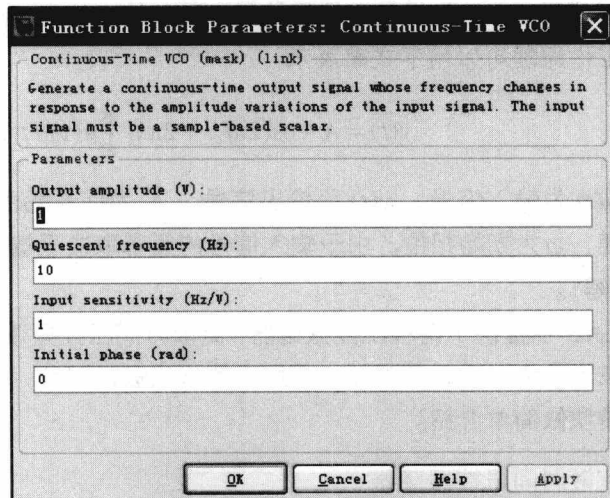 Function Block Parameters: Continuous-Time VCO
Continuous-Time VCO (mask) (link)
Generate a continuous-time output signal whose frequency changes in
response to the amplitude variations of the input signal. The input
signal must be a sample-based scalar.
Parameters
Output amplitude (V):
1
Quiescent frequency (Hz):
10
Input sensitivity (Hz/V):
1
Initial phase (rad):
0
OK
Cancel
Help
Apply